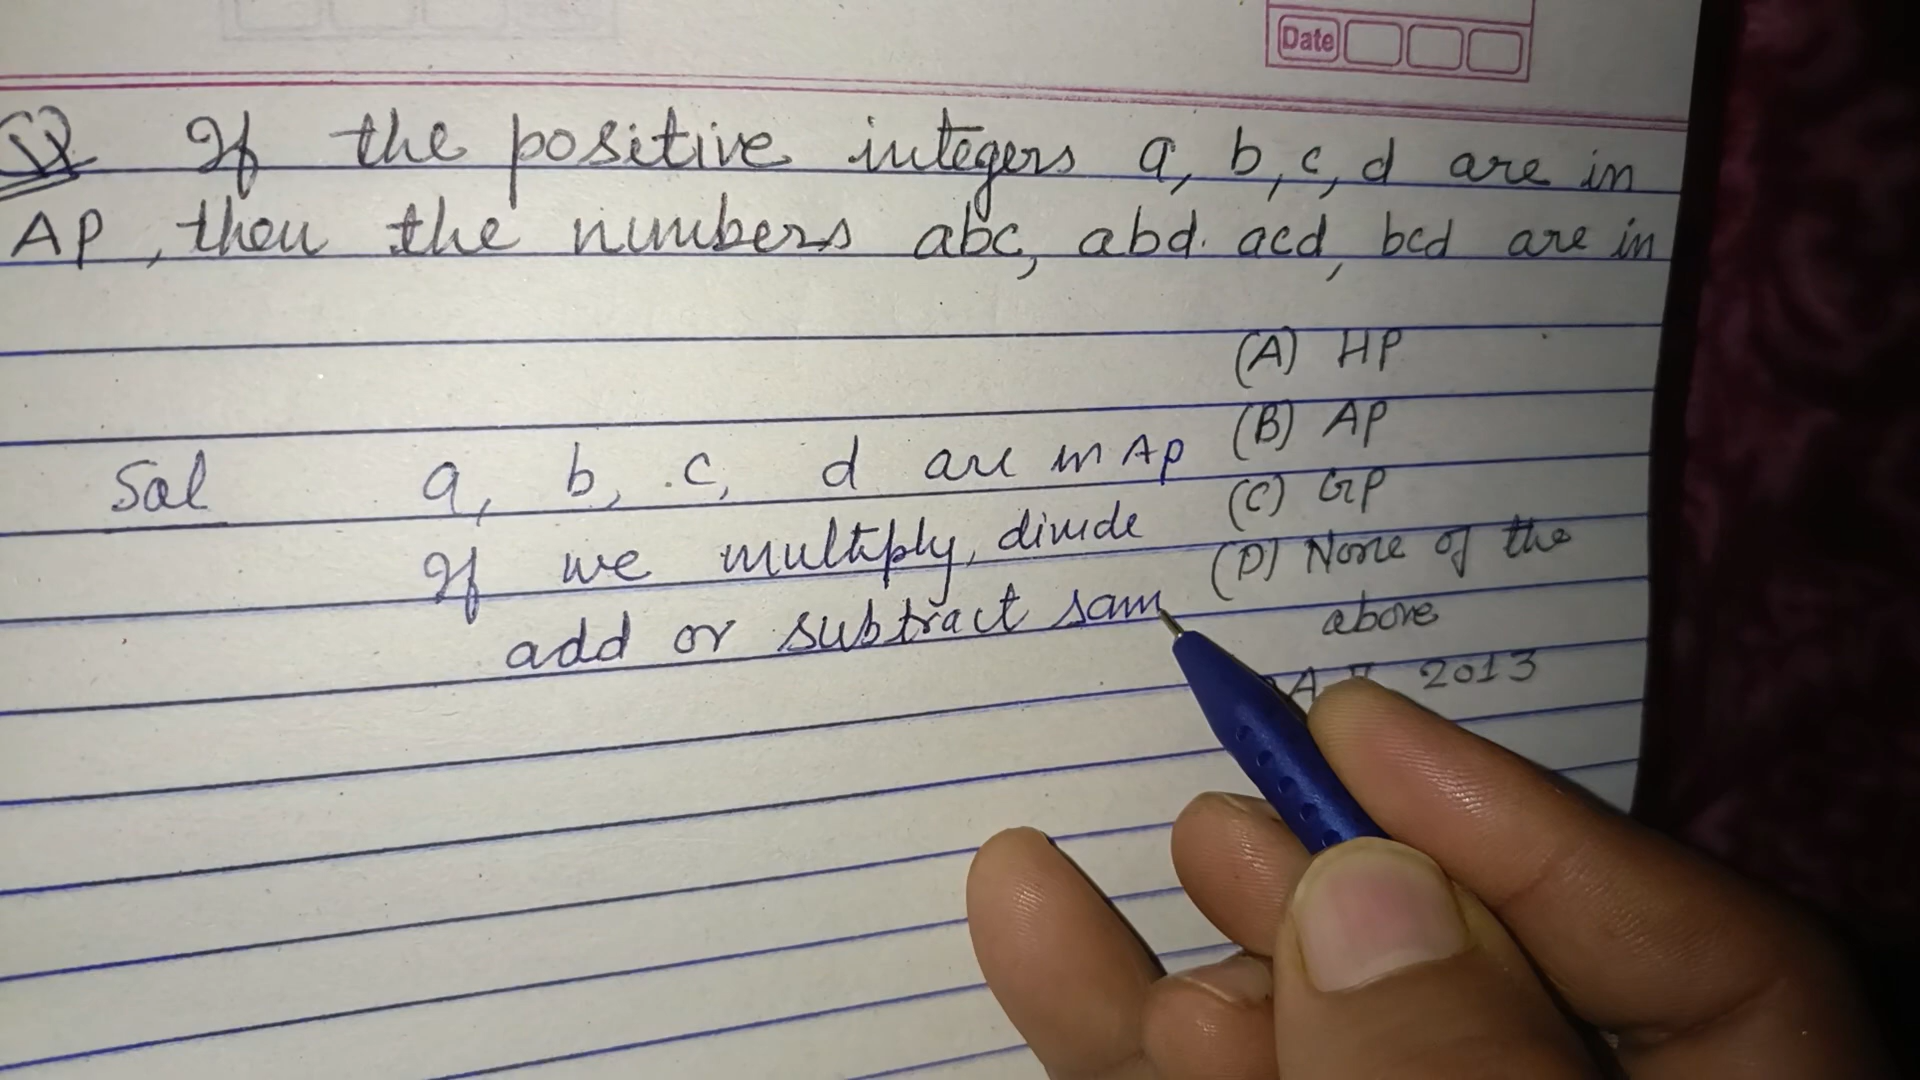 Date
Q If the positive integers a, b, c, d are in
AP, then the numbers abc, abd. acd, bcd are in
(A) HP
(B) AP
(C) GP
(D) None of the
above
2013
Sol a, b, c, d are in AP
If we multiply, divide
add or subtract sam